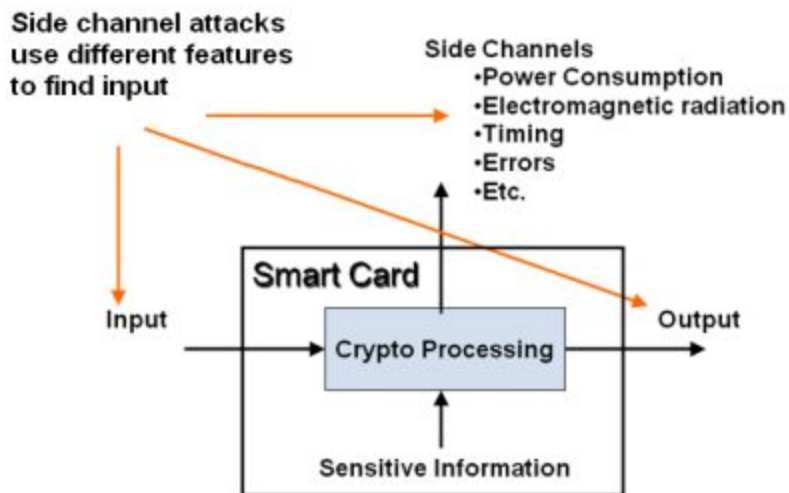 Side channel attacks
use different features
to find input
Side Channels
•Power Consumption
•Electromagnetic radiation
•Timing
•Errors
•Etc.
Smart Card
Input
Crypto Processing
Output
Sensitive Information